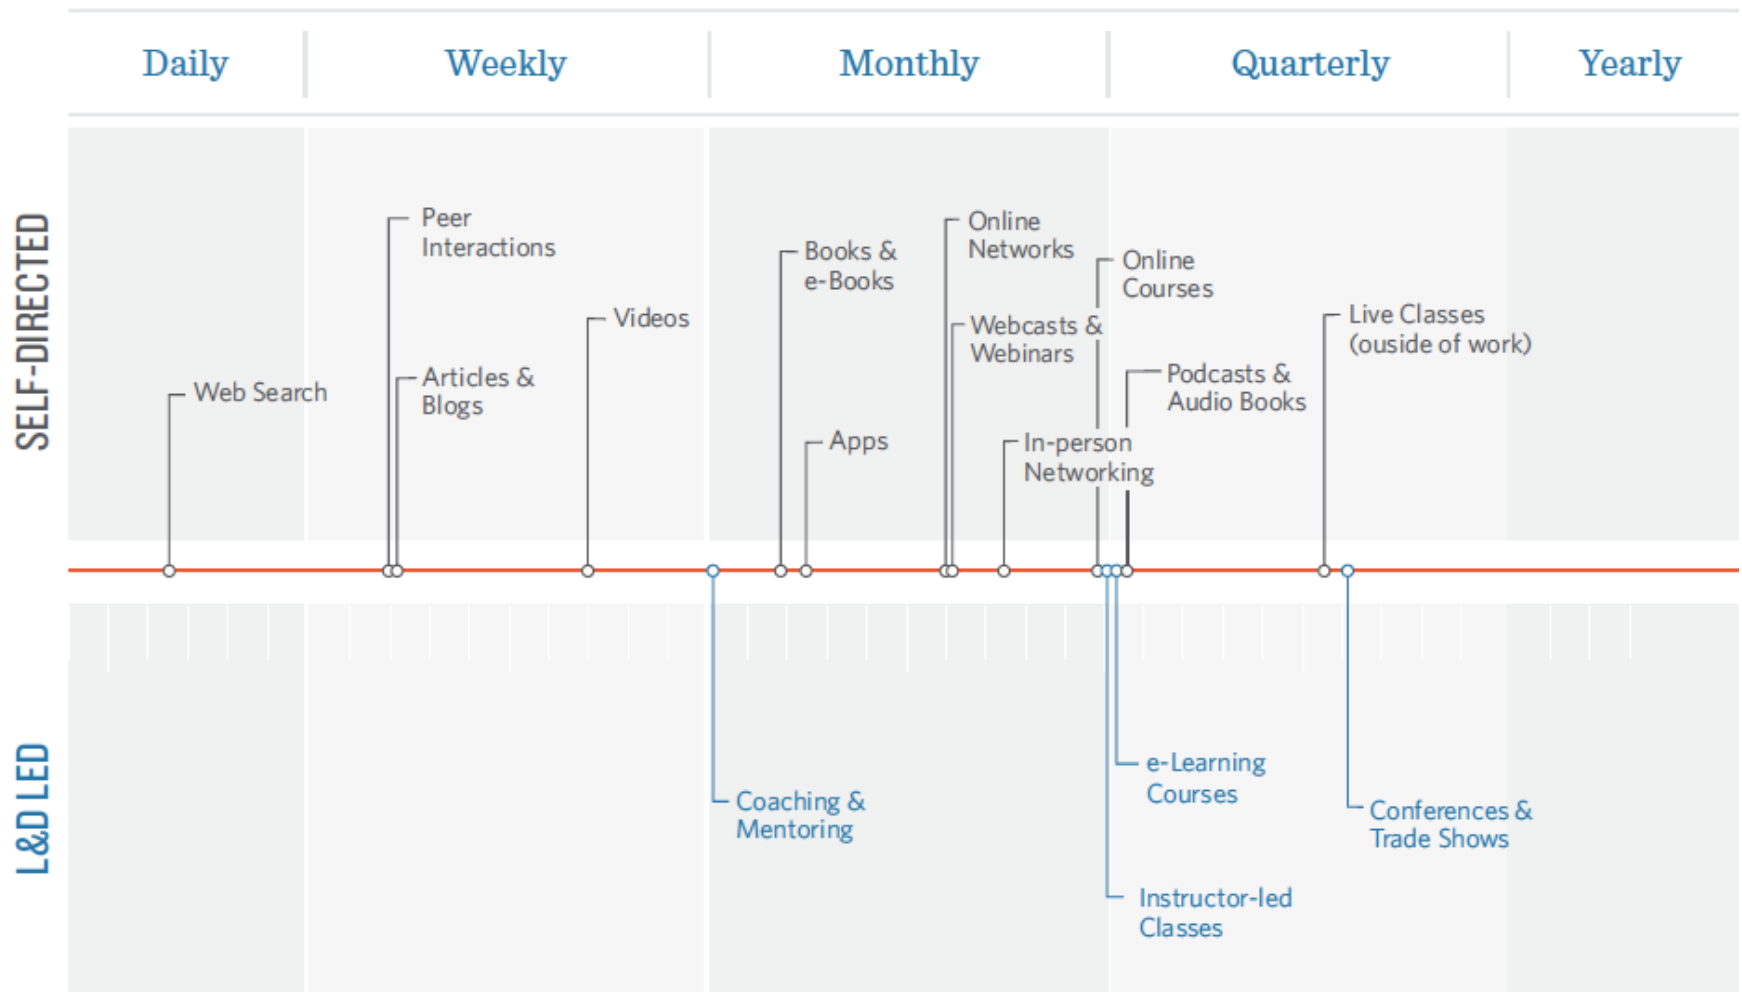 Daily
Weekly
Monthly
Quarterly
Yearly
SELF-DIRECTED
Peer
Interactions
Online
Networks
Books &
e-Books
Online
Courses
Videos
Webcasts &
Webinars
Live Classes
(ouside of work)
Web Search
Articles &
Blogs
Podcasts &
Audio Books
Apps
In-person
Networking
L&D LED
Coaching &
Mentoring
e-Learning
Courses
Conferences &
Trade Shows
Instructor-led
Classes